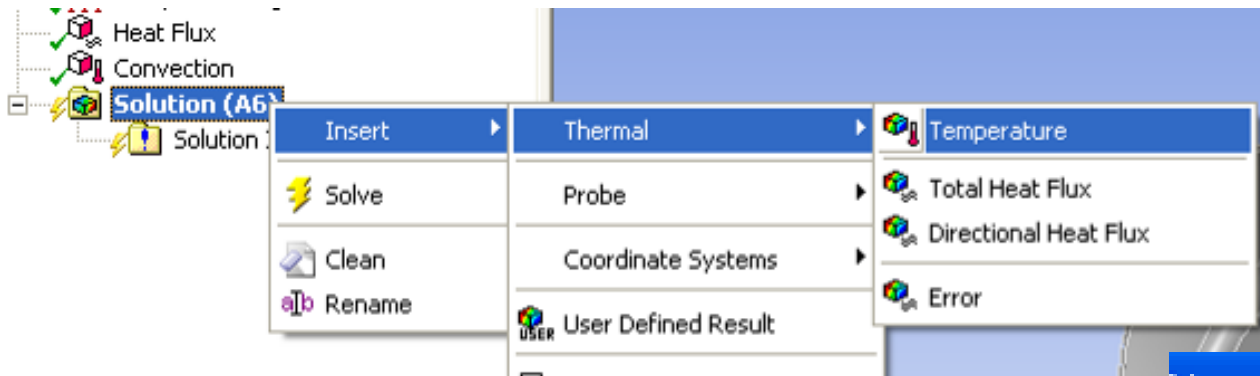 Heat Flux
Convection
Solution (A6)
Solution
Insert
Solve
Clean
Rename
Thermal
Probe
Coordinate Systems
User Defined Result
USER
Temperature
Total Heat Flux
Directional Heat Flux
Error